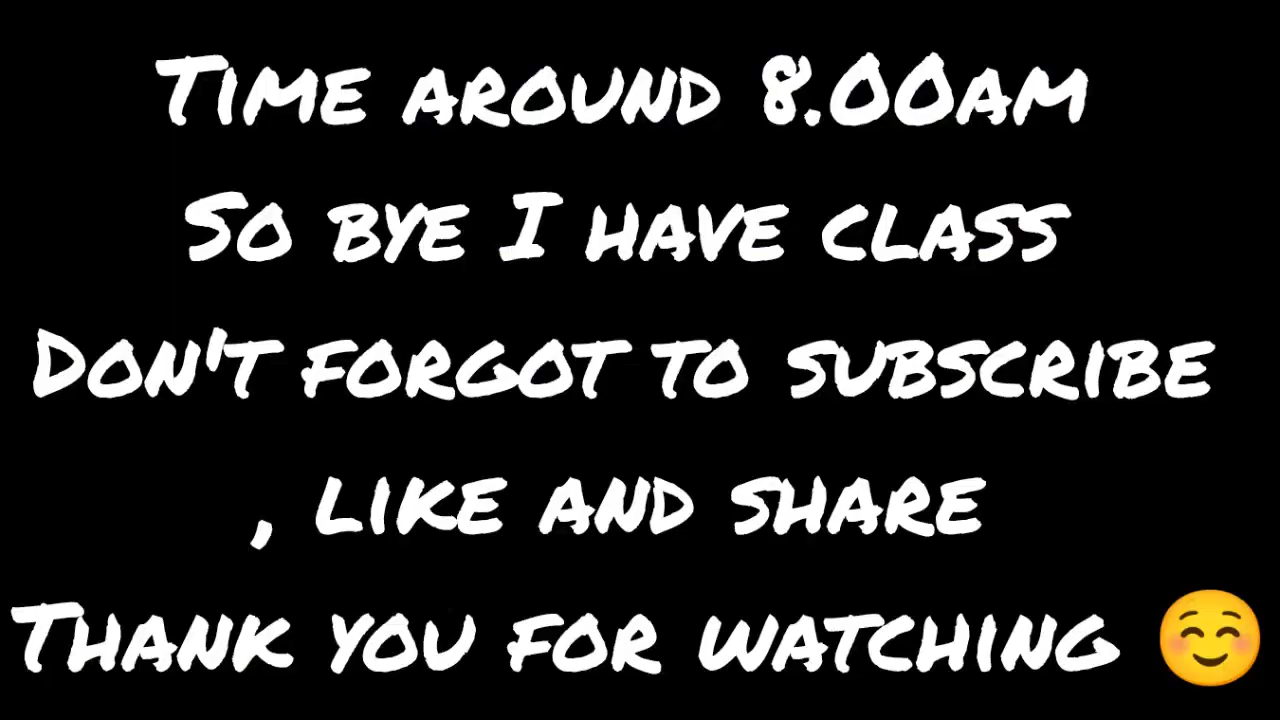 Time around 8.00am
So bye I have class
Don't forgot to subscribe
, like and share
Thank you for watching ☺️